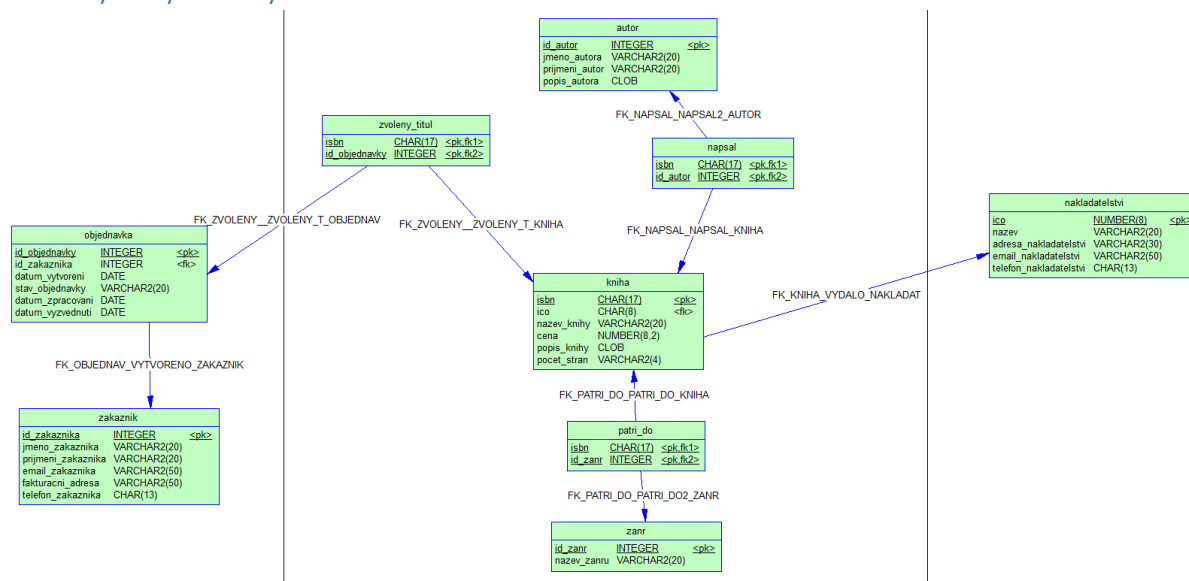 autor
id_autor INTEGER <pk>
jmeno_autora VARCHAR2(20)
prijmeni_autor VARCHAR2(20)
popis_autora CLOB
FK_NAPSAL_NAPSAL2_AUTOR
zvoleny_titul
isbn CHAR(17) <pk,fk1>
id_objednavky INTEGER <pk,fk2>
napsal
isbn CHAR(17) <pk,fk1>
id_autor INTEGER <pk,fk2>
FK_ZVOLENY__ZVOLENY_T_OBJEDNAV
FK_ZVOLENY__ZVOLENY_T_KNIHA
FK_NAPSAL_NAPSAL_KNIHA
nakladatelstvi
ico NUMBER(8) <pk>
nazev VARCHAR2(20)
adresa_nakladatelstvi VARCHAR2(30)
email_nakladatelstvi VARCHAR2(50)
telefon_nakladatelstvi CHAR(13)
objednavka
id_objednavky INTEGER <pk>
id_zakaznika INTEGER <fk>
datum_vytvoreni DATE
stav_objednavky VARCHAR2(20)
datum_zpracovani DATE
datum_vyzvednuti DATE
kniha
isbn CHAR(17) <pk>
ico CHAR(8) <fk>
nazev_knihy VARCHAR2(20)
cena NUMBER(8,2)
popis_knihy CLOB
pocet_stran VARCHAR2(4)
FK_KNIHA_VYDALO_NAKLADAT
FK_OBJEDNAV_VYTVORENO_ZAKAZNIK
FK_PATRI_DO_PATRI_DO_KNIHA
zakaznik
id_zakaznika INTEGER <pk>
jmeno_zakaznika VARCHAR2(20)
prijmeni_zakaznika VARCHAR2(20)
email_zakaznika VARCHAR2(50)
fakturacni_adresa VARCHAR2(50)
telefon_zakaznika CHAR(13)
patri_do
isbn CHAR(17) <pk,fk1>
id_zanr INTEGER <pk,fk2>
FK_PATRI_DO_PATRI_DO2_ZANR
zanr
id_zanr INTEGER <pk>
nazev_zanru VARCHAR2(20)